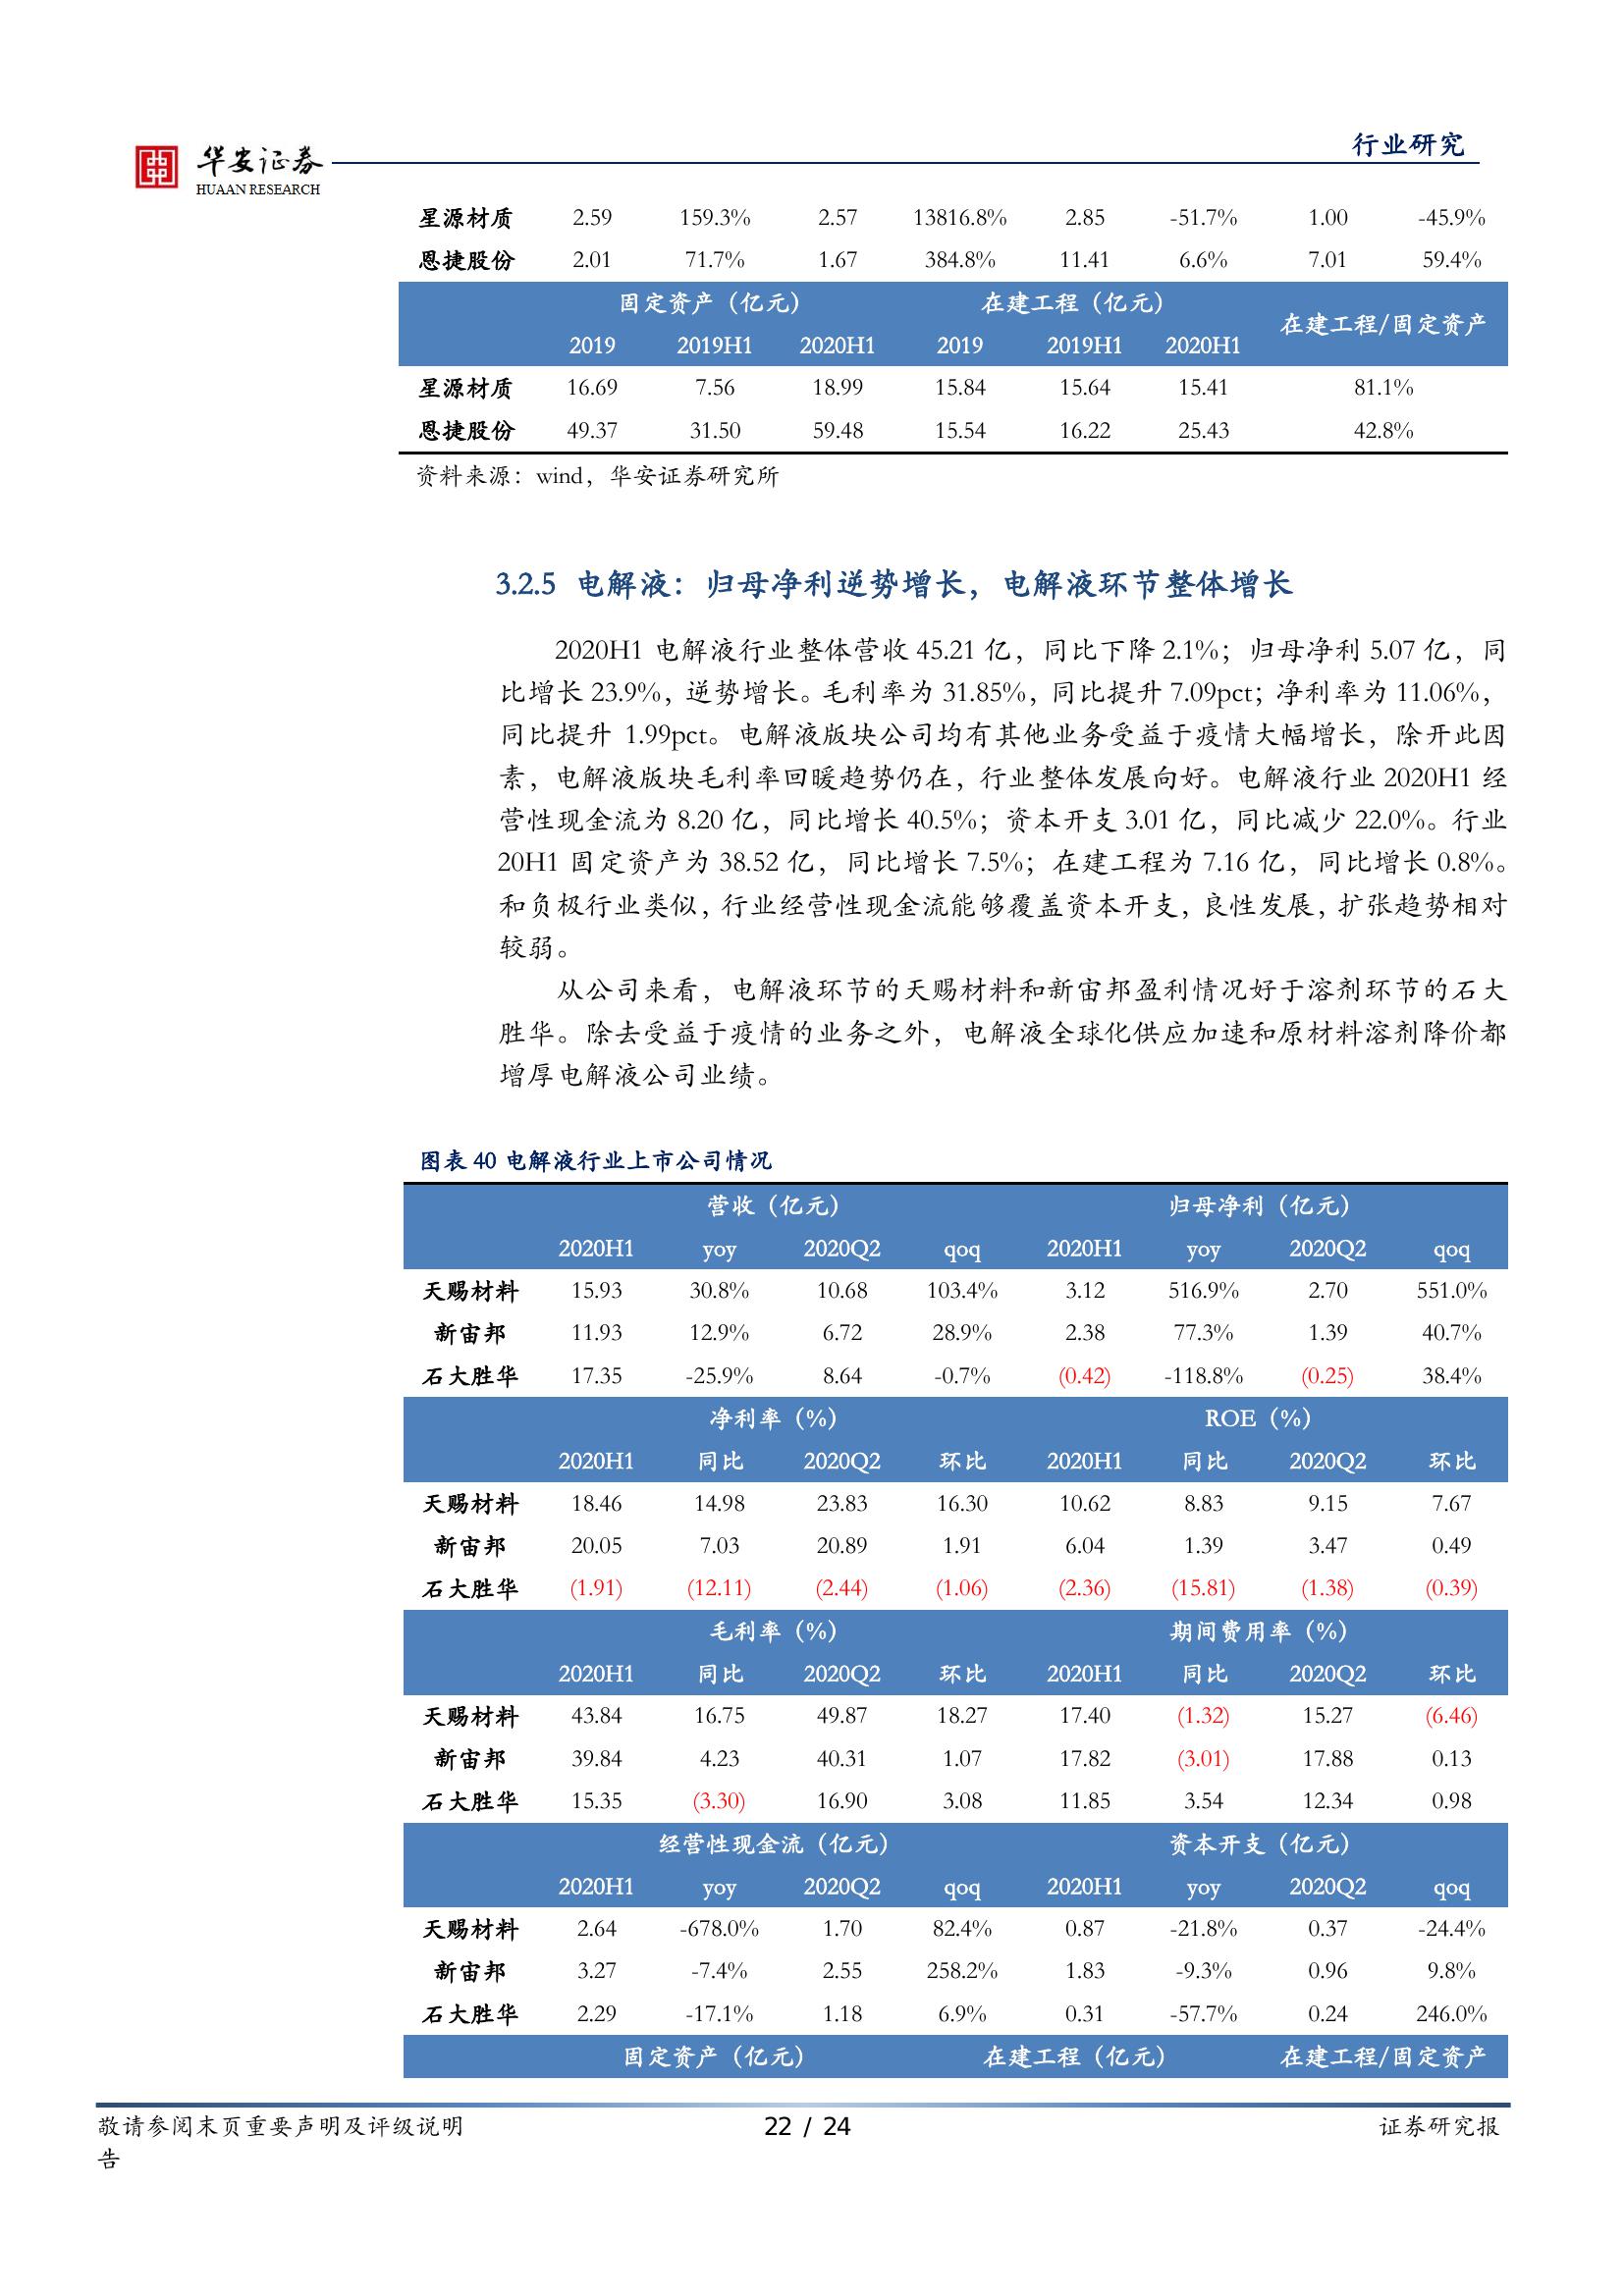 华安证券
HUAAN RESEARCH
行业研究
星源材质 2.59 159.3% 2.57 13816.8% 2.85 -51.7% 1.00 -45.9%
恩捷股份 2.01 71.7% 1.67 384.8% 11.41 6.6% 7.01 59.4%
固定资产（亿元） 在建工程（亿元） 在建工程/固定资产
2019 2019H1 2020H1 2019 2019H1 2020H1
星源材质 16.69 7.56 18.99 15.84 15.64 15.41 81.1%
恩捷股份 49.37 31.50 59.48 15.54 16.22 25.43 42.8%
资料来源：wind，华安证券研究所
3.2.5 电解液：归母净利逆势增长，电解液环节整体增长
2020H1 电解液行业整体营收 45.21 亿，同比下降 2.1%；归母净利 5.07 亿，同
比增长 23.9%，逆势增长。毛利率为 31.85%，同比提升 7.09pct；净利率为 11.06%，
同比提升 1.99pct。电解液版块公司均有其他业务受益于疫情大幅增长，除开此因
素，电解液版块毛利率回暖趋势仍在，行业整体发展向好。电解液行业 2020H1 经
营性现金流为 8.20 亿，同比增长 40.5%；资本开支 3.01 亿，同比减少 22.0%。行业
20H1 固定资产为 38.52 亿，同比增长 7.5%；在建工程为 7.16 亿，同比增长 0.8%。
和负极行业类似，行业经营性现金流能够覆盖资本开支，良性发展，扩张趋势相对
较弱。
从公司来看，电解液环节的天赐材料和新宙邦盈利情况好于溶剂环节的石大
胜华。除去受益于疫情的业务之外，电解液全球化供应加速和原材料溶剂降价都
增厚电解液公司业绩。
图表 40 电解液行业上市公司情况
营收（亿元） 归母净利（亿元）
2020H1 yoy 2020Q2 qoq 2020H1 yoy 2020Q2 qoq
天赐材料 15.93 30.8% 10.68 103.4% 3.12 516.9% 2.70 551.0%
新宙邦 11.93 12.9% 6.72 28.9% 2.38 77.3% 1.39 40.7%
石大胜华 17.35 -25.9% 8.64 -0.7% (0.42) -118.8% (0.25) 38.4%
净利率（%） ROE（%）
2020H1 同比 2020Q2 环比 2020H1 同比 2020Q2 环比
天赐材料 18.46 14.98 23.83 16.30 10.62 8.83 9.15 7.67
新宙邦 20.05 7.03 20.89 1.91 6.04 1.39 3.47 0.49
石大胜华 (1.91) (12.11) (2.44) (1.06) (2.36) (15.81) (1.38) (0.39)
毛利率（%） 期间费用率（%）
2020H1 同比 2020Q2 环比 2020H1 同比 2020Q2 环比
天赐材料 43.84 16.75 49.87 18.27 17.40 (1.32) 15.27 (6.46)
新宙邦 39.84 4.23 40.31 1.07 17.82 (3.01) 17.88 0.13
石大胜华 15.35 (3.30) 16.90 3.08 11.85 3.54 12.34 0.98
经营性现金流（亿元） 资本开支（亿元）
2020H1 yoy 2020Q2 qoq 2020H1 yoy 2020Q2 qoq
天赐材料 2.64 -678.0% 1.70 82.4% 0.87 -21.8% 0.37 -24.4%
新宙邦 3.27 -7.4% 2.55 258.2% 1.83 -9.3% 0.96 9.8%
石大胜华 2.29 -17.1% 1.18 6.9% 0.31 -57.7% 0.24 246.0%
固定资产（亿元） 在建工程（亿元） 在建工程/固定资产
敬请参阅末页重要声明及评级说明 22 / 24 证券研究报
告